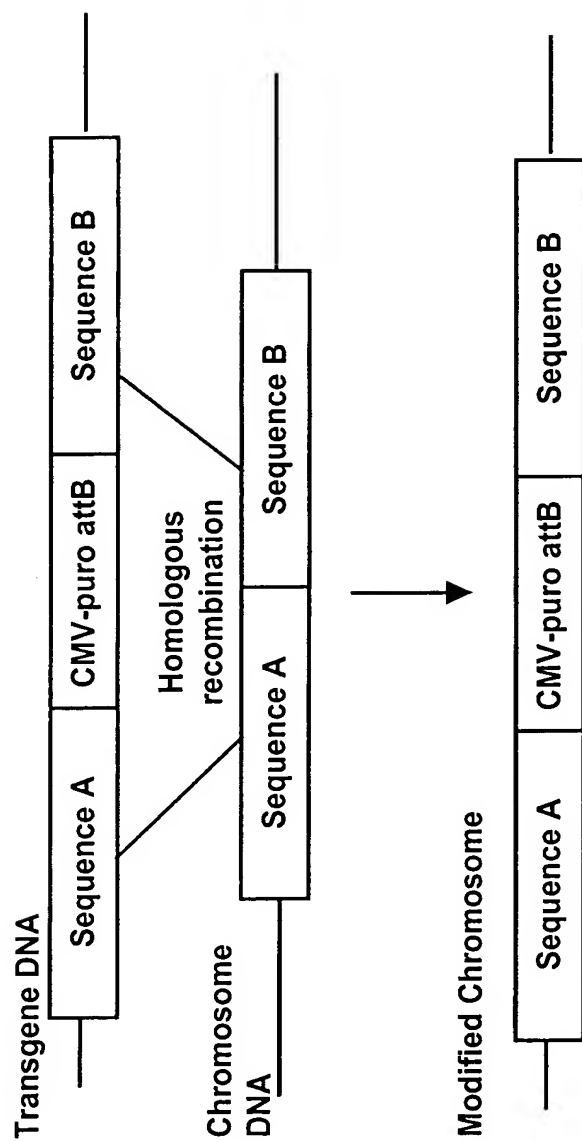 Transgene DNA
Sequence A
CMV-puro attB
Sequence B
Homologous
recombination
Chromosome
DNA
Sequence A
Sequence B
Modified Chromosome
Sequence A
CMV-puro attB
Sequence B